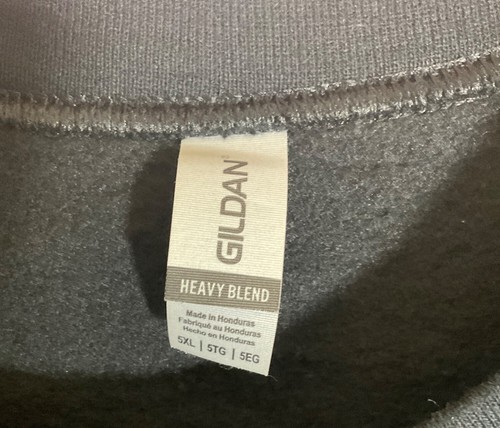 GILDAN
HEAVY BLEND
Made in Honduras
Fabriqué au Honduras
Hecho en Honduras
5XL | 5TG | 5EG